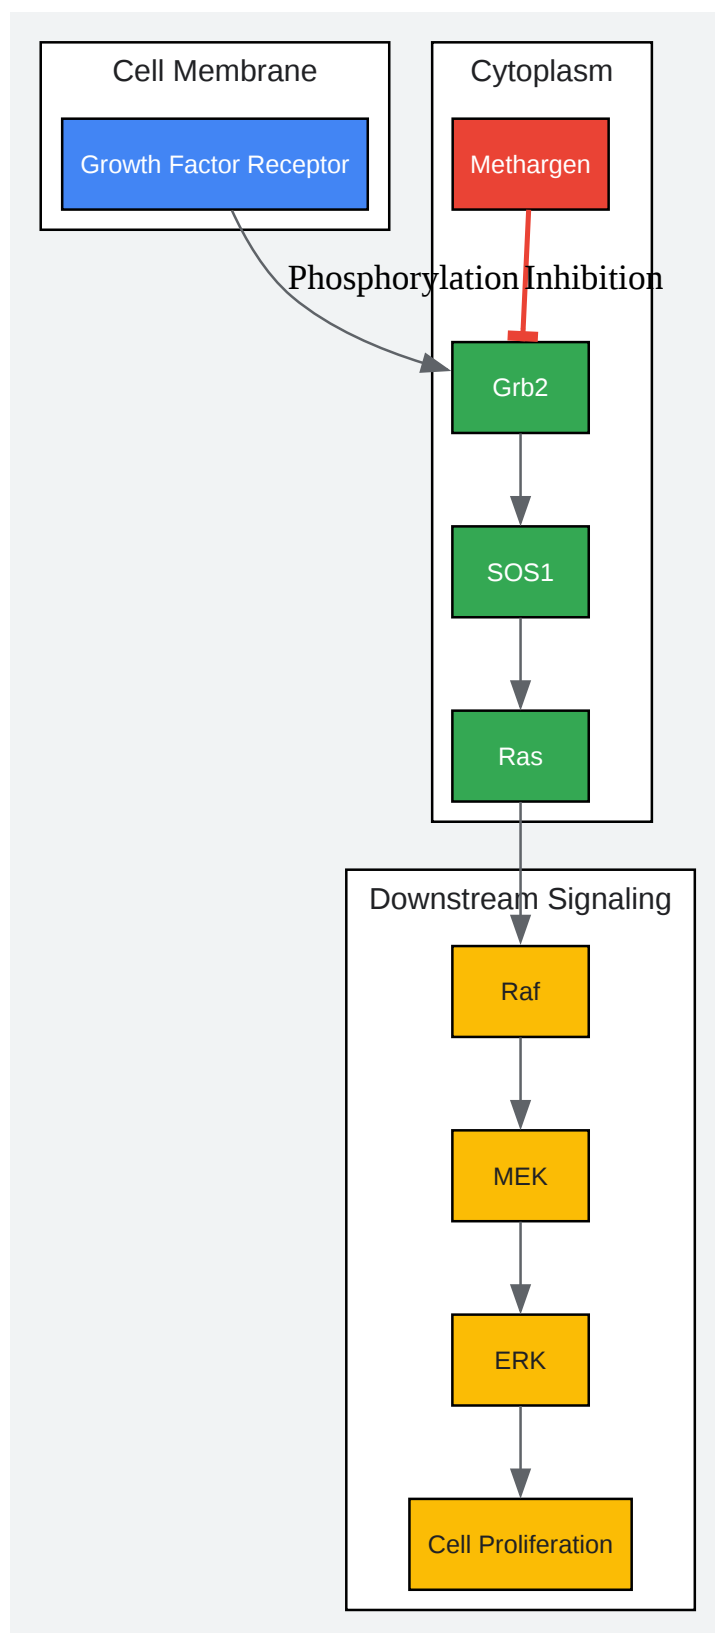 Cell Membrane
Growth Factor Receptor
Cytoplasm
Methargen
Phosphorylation
Inhibition
Grb2
SOS1
Ras
Downstream Signaling
Raf
MEK
ERK
Cell Proliferation